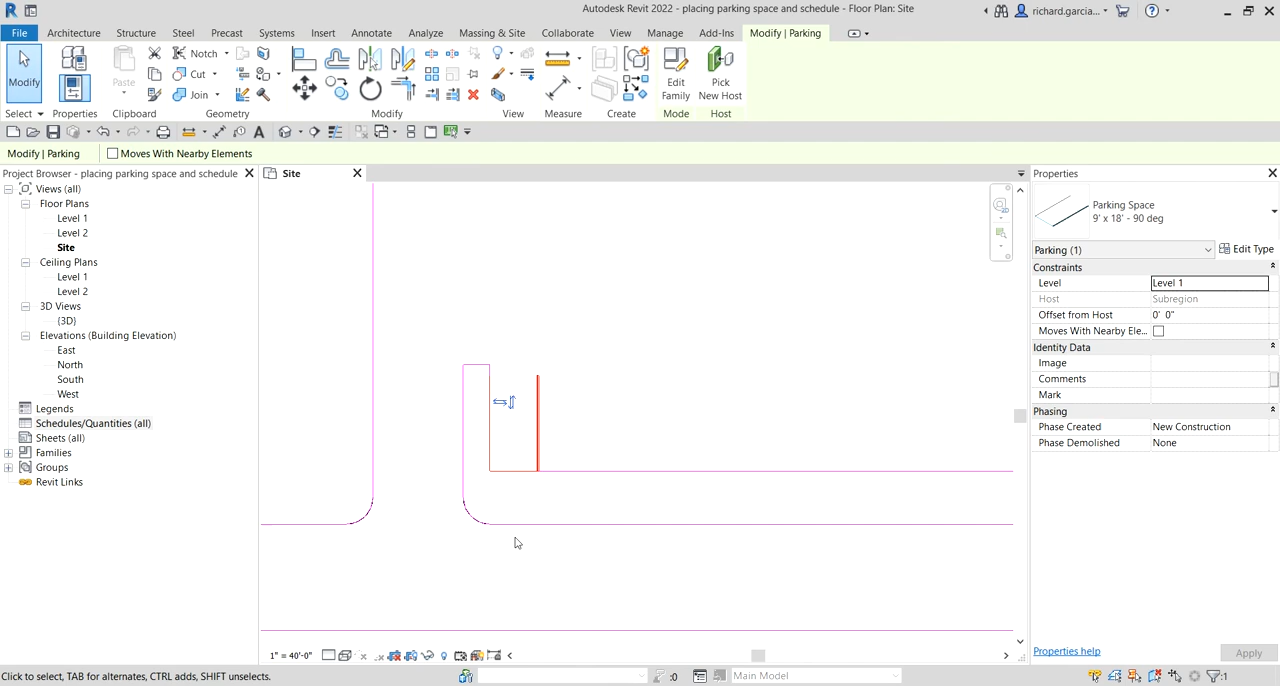 Autodesk Revit 2022 - placing parking space and schedule - Floor Plan: Site
richard.garcia...
File Architecture Structure Steel Precast Systems Insert Annotate Analyze Massing & Site Collaborate View Manage Add-Ins Modify | Parking
Modify
Paste
Notch
Cut
Join
Edit
Family
Pick
New Host
Select Properties Clipboard Geometry Modify View Measure Create Mode Host
Modify | Parking Moves With Nearby Elements
Project Browser - placing parking space and schedule
Views (all)
Floor Plans
Level 1
Level 2
Site
Ceiling Plans
Level 1
Level 2
3D Views
{3D}
Elevations (Building Elevation)
East
North
South
West
Legends
Schedules/Quantities (all)
Sheets (all)
Families
Groups
Revit Links
Site
1" = 40'-0"
Properties
Parking Space
9' x 18' - 90 deg
Parking (1) Edit Type
Constraints
Level Level 1
Host Subregion
Offset from Host 0' 0"
Moves With Nearby Ele...
Identity Data
Image
Comments
Mark
Phasing
Phase Created New Construction
Phase Demolished None
Properties help Apply
Click to select, TAB for alternates, CTRL adds, SHIFT unselects.
:0
Main Model
:1